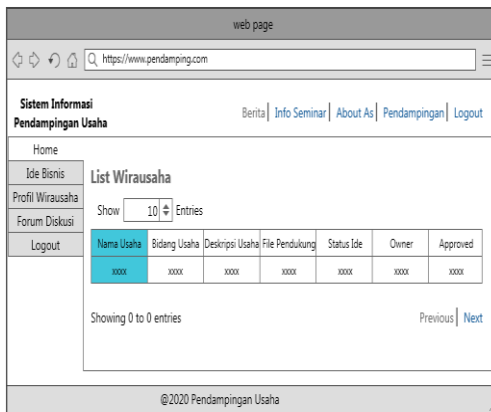 web page
https://www.pendamping.com
Sistem Informasi
Pendampingan Usaha
Berita| Info Seminar| About As| Pendampingan| Logout
Home
Ide Bisnis
Profil Wirausaha
Forum Diskusi
Logout
List Wirausaha
Show 10 Entries
Nama Usaha Bidang Usaha Deskripsi Usaha File Pendukung Status Ide Owner Approved
xxxx xxxx xxxx xxxx xxxx xxxx xxxx
Showing 0 to 0 entries
Previous| Next
@2020 Pendampingan Usaha